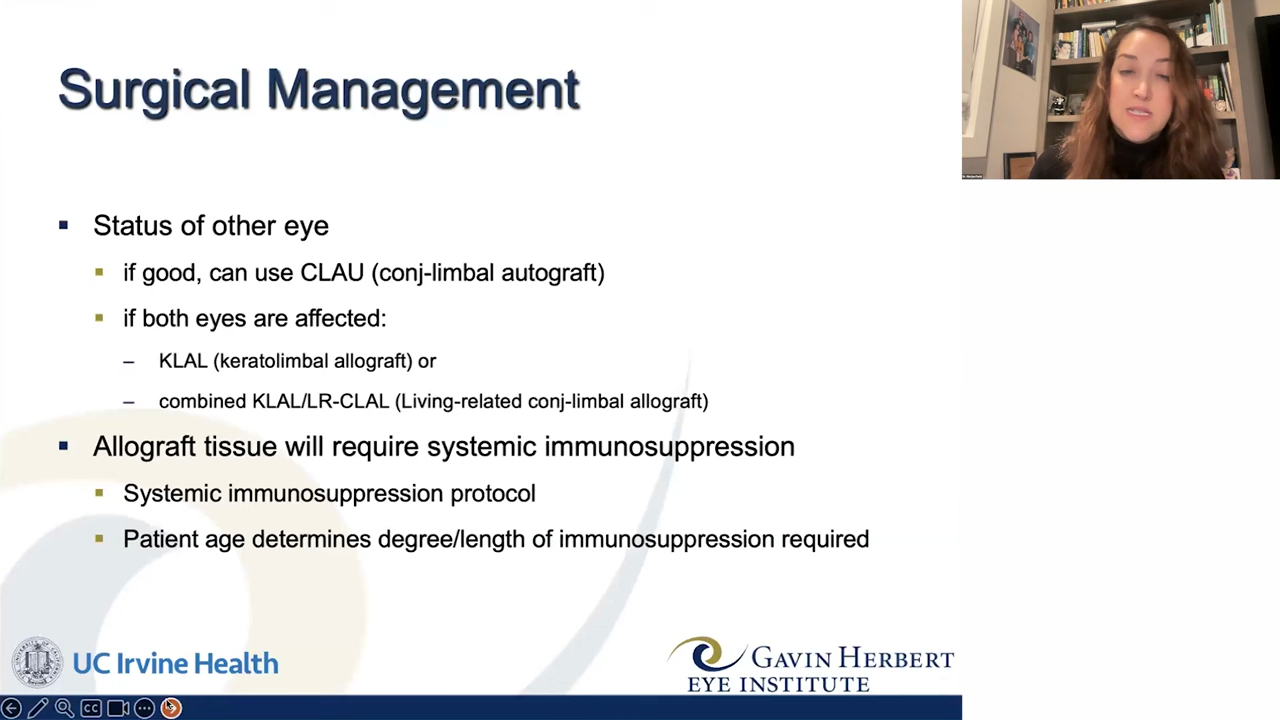 Surgical Management
Status of other eye
if good, can use CLAU (conj-limbal autograft)
if both eyes are affected:
– KLAL (keratolimbal allograft) or
– combined KLAL/LR-CLAL (Living-related conj-limbal allograft)
Allograft tissue will require systemic immunosuppression
Systemic immunosuppression protocol
Patient age determines degree/length of immunosuppression required
UC Irvine Health
GAVIN HERBERT
EYE INSTITUTE
CC